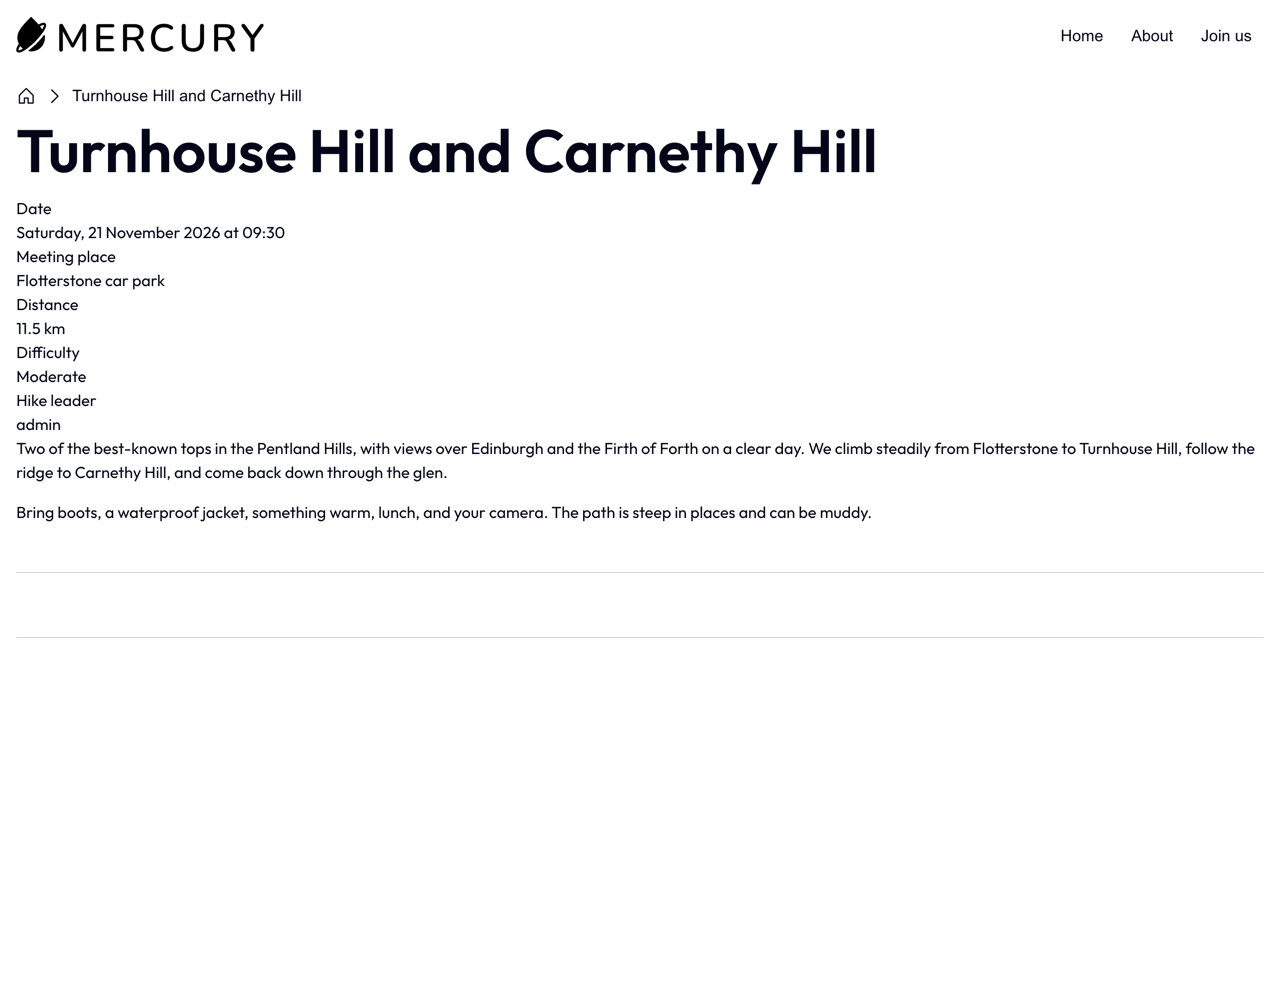 MERCURY
Home About Join us
Turnhouse Hill and Carnethy Hill
Turnhouse Hill and Carnethy Hill
Date
Saturday, 21 November 2026 at 09:30
Meeting place
Flotterstone car park
Distance
11.5 km
Difficulty
Moderate
Hike leader
admin
Two of the best-known tops in the Pentland Hills, with views over Edinburgh and the Firth of Forth on a clear day. We climb steadily from Flotterstone to Turnhouse Hill, follow the
ridge to Carnethy Hill, and come back down through the glen.
Bring boots, a waterproof jacket, something warm, lunch, and your camera. The path is steep in places and can be muddy.